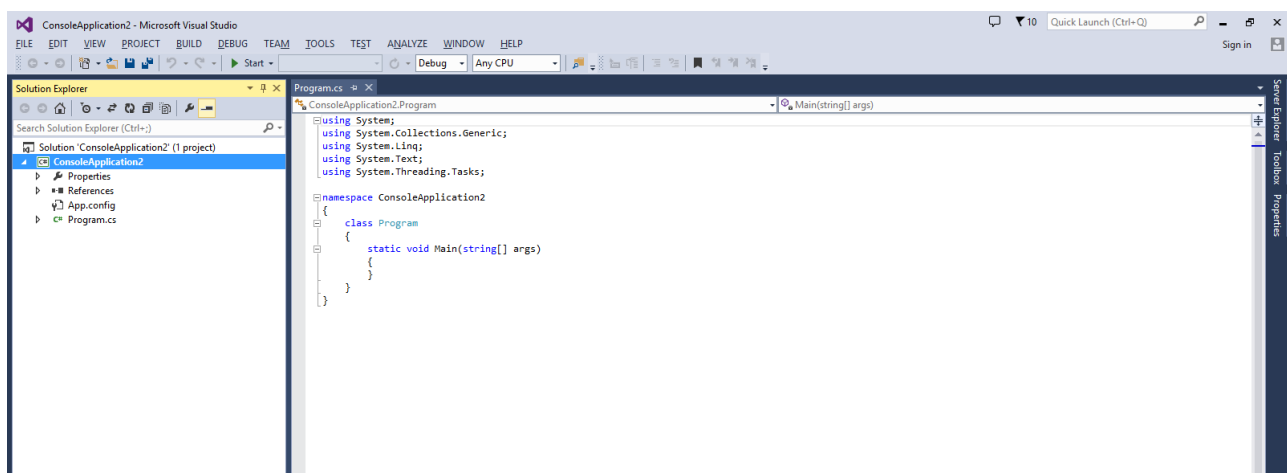 ConsoleApplication2 - Microsoft Visual Studio
10
Quick Launch (Ctrl+Q)
FILE EDIT VIEW PROJECT BUILD DEBUG TEAM TOOLS TEST ANALYZE WINDOW HELP
Sign in
Start
Debug
Any CPU
Solution Explorer
Search Solution Explorer (Ctrl+;)
Solution 'ConsoleApplication2' (1 project)
C# ConsoleApplication2
Properties
References
App.config
C# Program.cs
Program.cs
ConsoleApplication2.Program
Main(string[] args)
using System;
using System.Collections.Generic;
using System.Linq;
using System.Text;
using System.Threading.Tasks;
namespace ConsoleApplication2
{
class Program
{
static void Main(string[] args)
{
}
}
}
Server Explorer
Toolbox
Properties